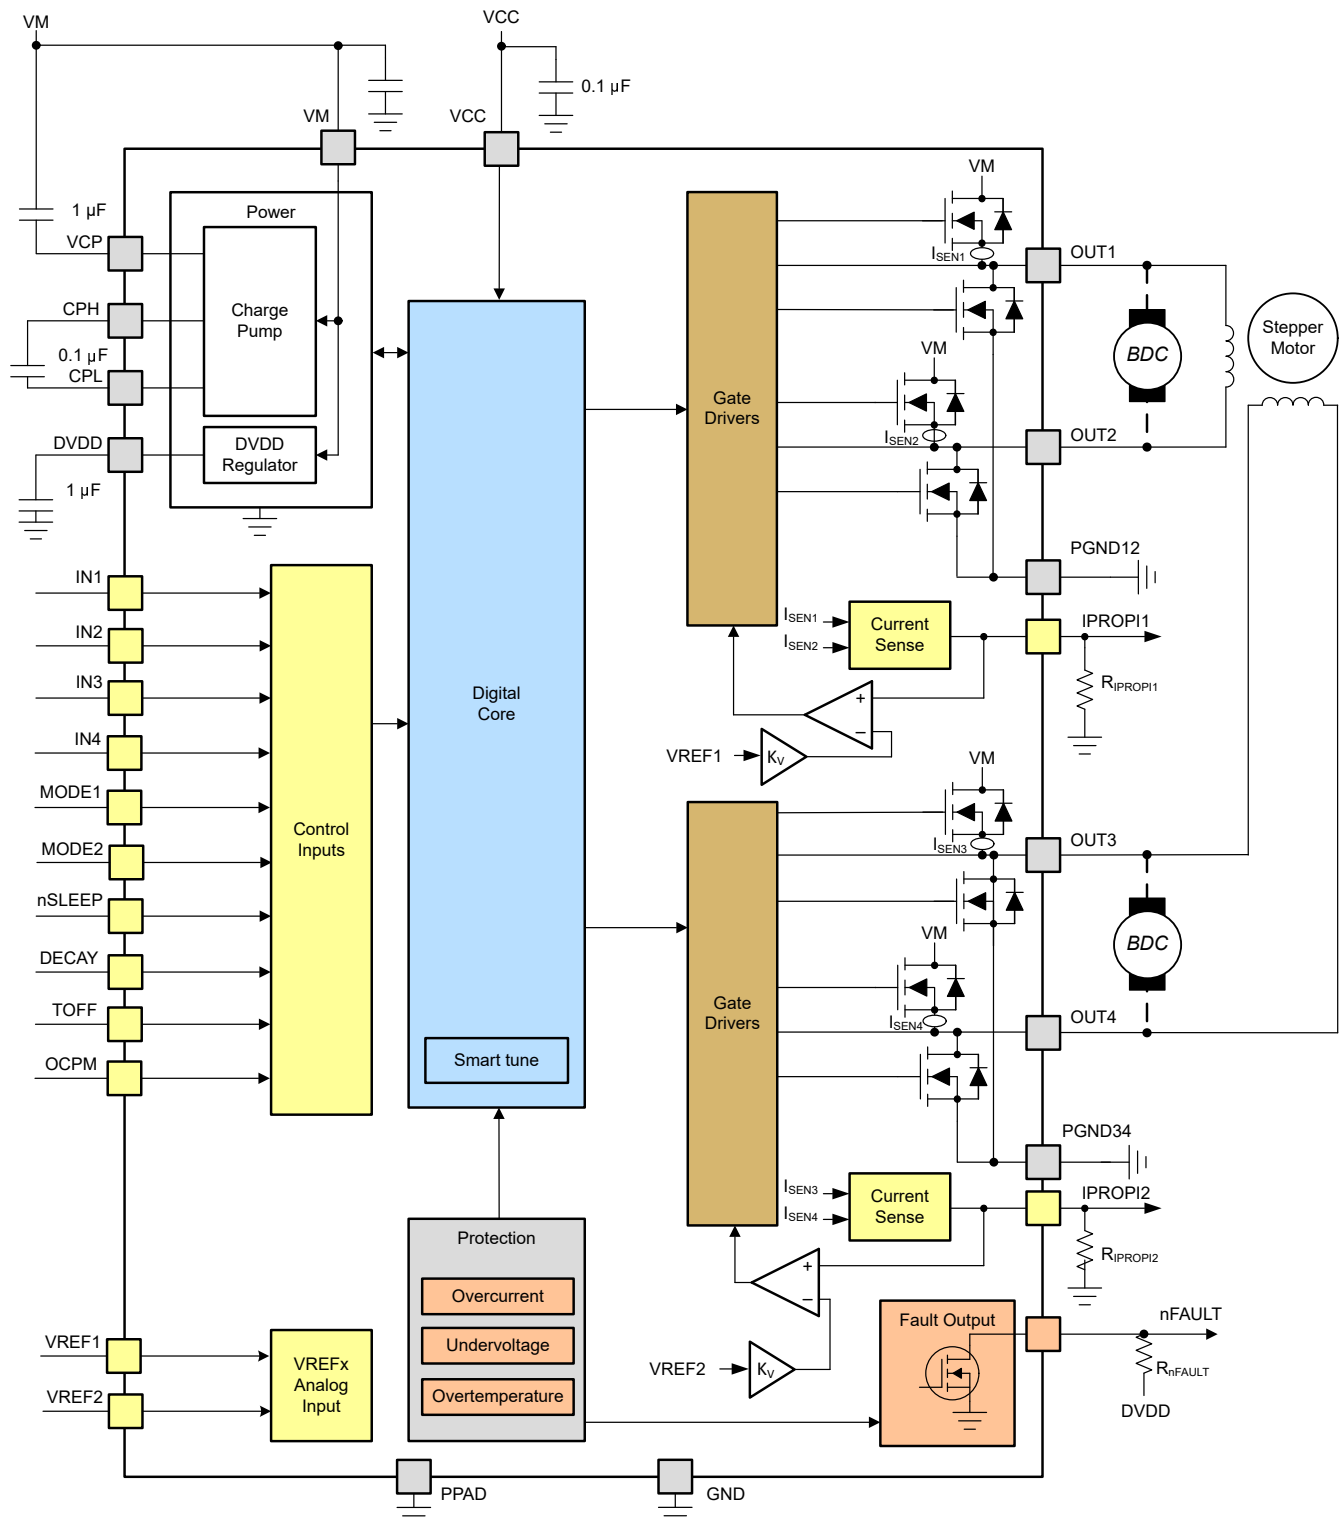 VM
VCC
0.1 µF
VM
VCC
1 µF
Power
VCP
Charge
Pump
CPH
0.1 µF
CPL
DVDD
DVDD
Regulator
1 µF
IN1
IN2
IN3
IN4
MODE1
MODE2
nSLEEP
DECAY
TOFF
OCPM
Control
Inputs
VREF1
VREF2
VREFx
Analog
Input
Digital
Core
Smart tune
Protection
Overcurrent
Undervoltage
Overtemperature
PPAD
GND
Gate
Drivers
VM
ISEN1
OUT1
VM
ISEN2
OUT2
BDC
Stepper
Motor
PGND12
ISEN1
ISEN2
Current
Sense
IPROPI1
RIPROPI1
+
–
VREF1
KV
Gate
Drivers
VM
ISEN3
OUT3
VM
ISEN4
OUT4
BDC
PGND34
ISEN3
ISEN4
Current
Sense
IPROPI2
RIPROPI2
+
–
VREF2
KV
Fault Output
nFAULT
RnFAULT
DVDD